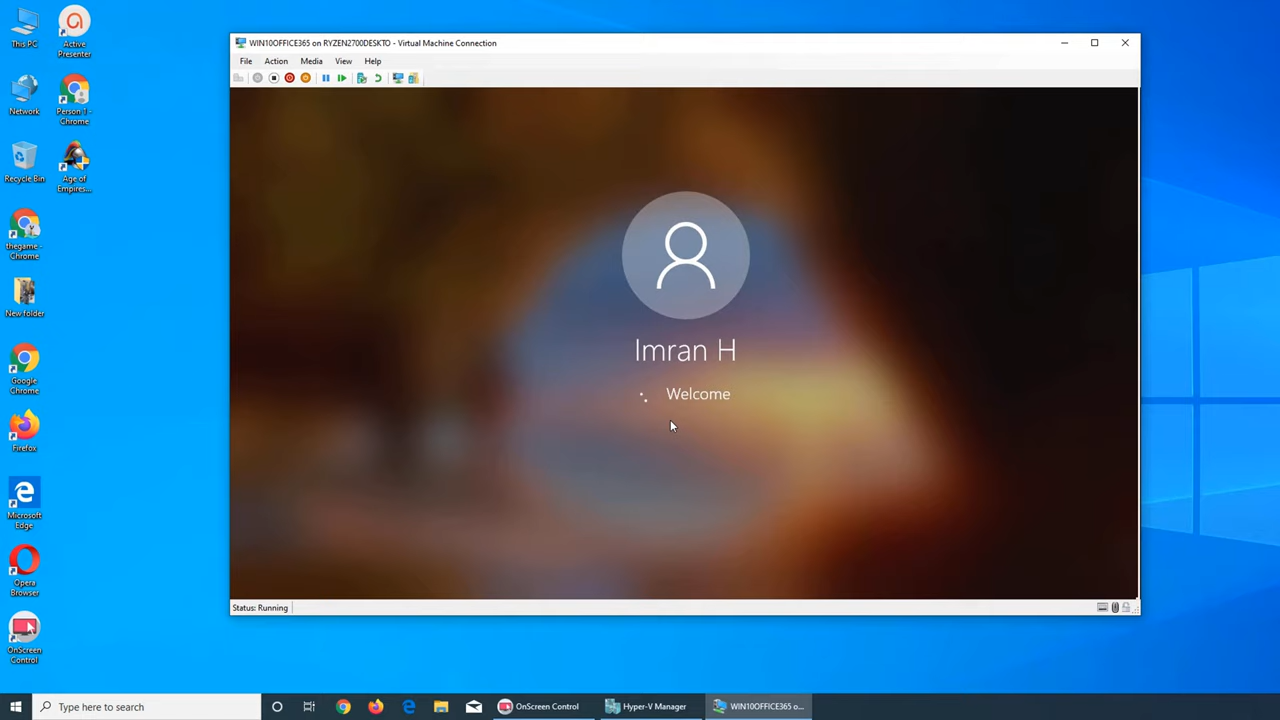 This PC
Active
Presenter
Network
Person 1 -
Chrome
Recycle Bin
Age of
Empires...
thegame -
Chrome
New folder
Google
Chrome
Firefox
Microsoft
Edge
Opera
Browser
OnScreen
Control
WIN10OFFICE365 on RYZEN2700DESKTO - Virtual Machine Connection
File Action Media View Help
Imran H
Welcome
Status: Running
Type here to search
OnScreen Control
Hyper-V Manager
WIN10OFFICE365 o...